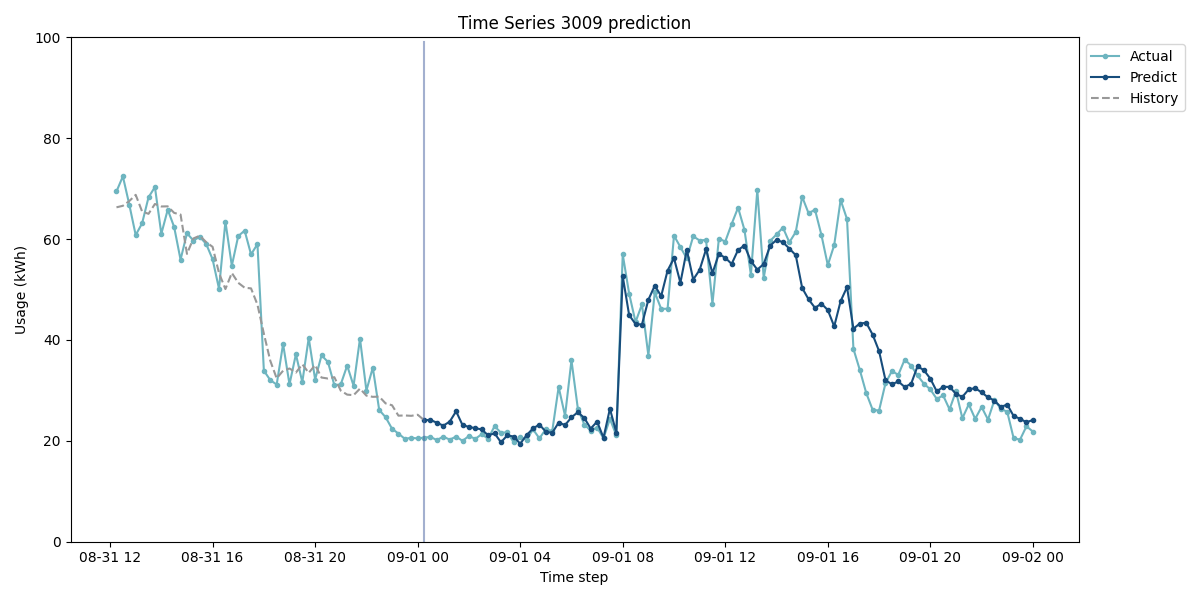 Time Series 3009 prediction
Usage (kWh)
100
80
60
40
20
0
08-31 12
08-31 16
08-31 20
09-01 00
09-01 04
09-01 08
09-01 12
09-01 16
09-01 20
09-02 00
Time step
Actual
Predict
History